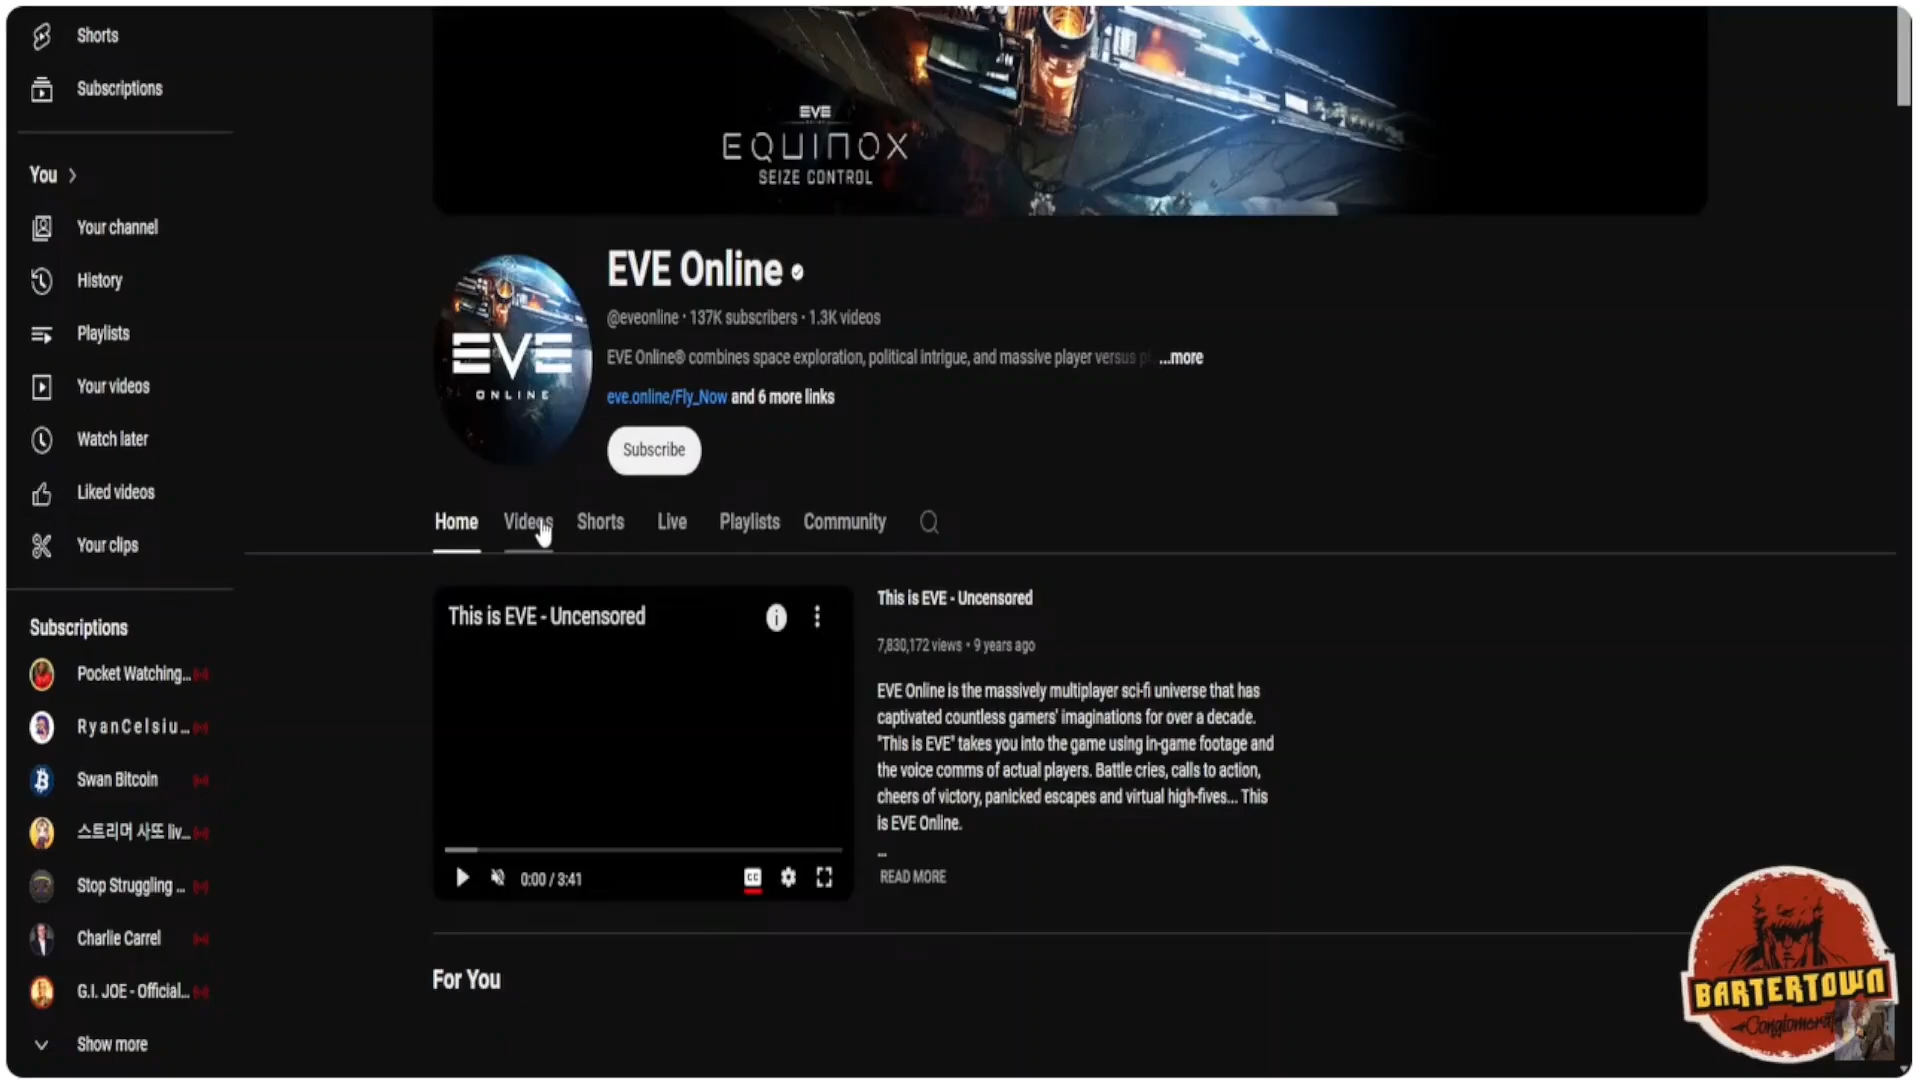 Shorts
Subscriptions
You
Your channel
History
Playlists
Your videos
Watch later
Liked videos
Your clips
Subscriptions
Pocket Watching...
RyanCelsiu...
Swan Bitcoin
스트리머 사또 liv...
Stop Struggling ...
Charlie Carrel
G.I. JOE - Official...
Show more
EVE
EQUINOX
SEIZE CONTROL
EVE
ONLINE
EVE Online
@eveonline • 137K subscribers • 1.3K videos
EVE Online® combines space exploration, political intrigue, and massive player versus ...more
eve.online/Fly_Now and 6 more links
Subscribe
Home Videos Shorts Live Playlists Community
This is EVE - Uncensored
0:00 / 3:41
CC
This is EVE - Uncensored
7,830,172 views • 9 years ago
EVE Online is the massively multiplayer sci-fi universe that has
captivated countless gamers' imaginations for over a decade.
"This is EVE" takes you into the game using in-game footage and
the voice comms of actual players. Battle cries, calls to action,
cheers of victory, panicked escapes and virtual high-fives... This
is EVE Online.
...
READ MORE
For You
BARTERTOWN